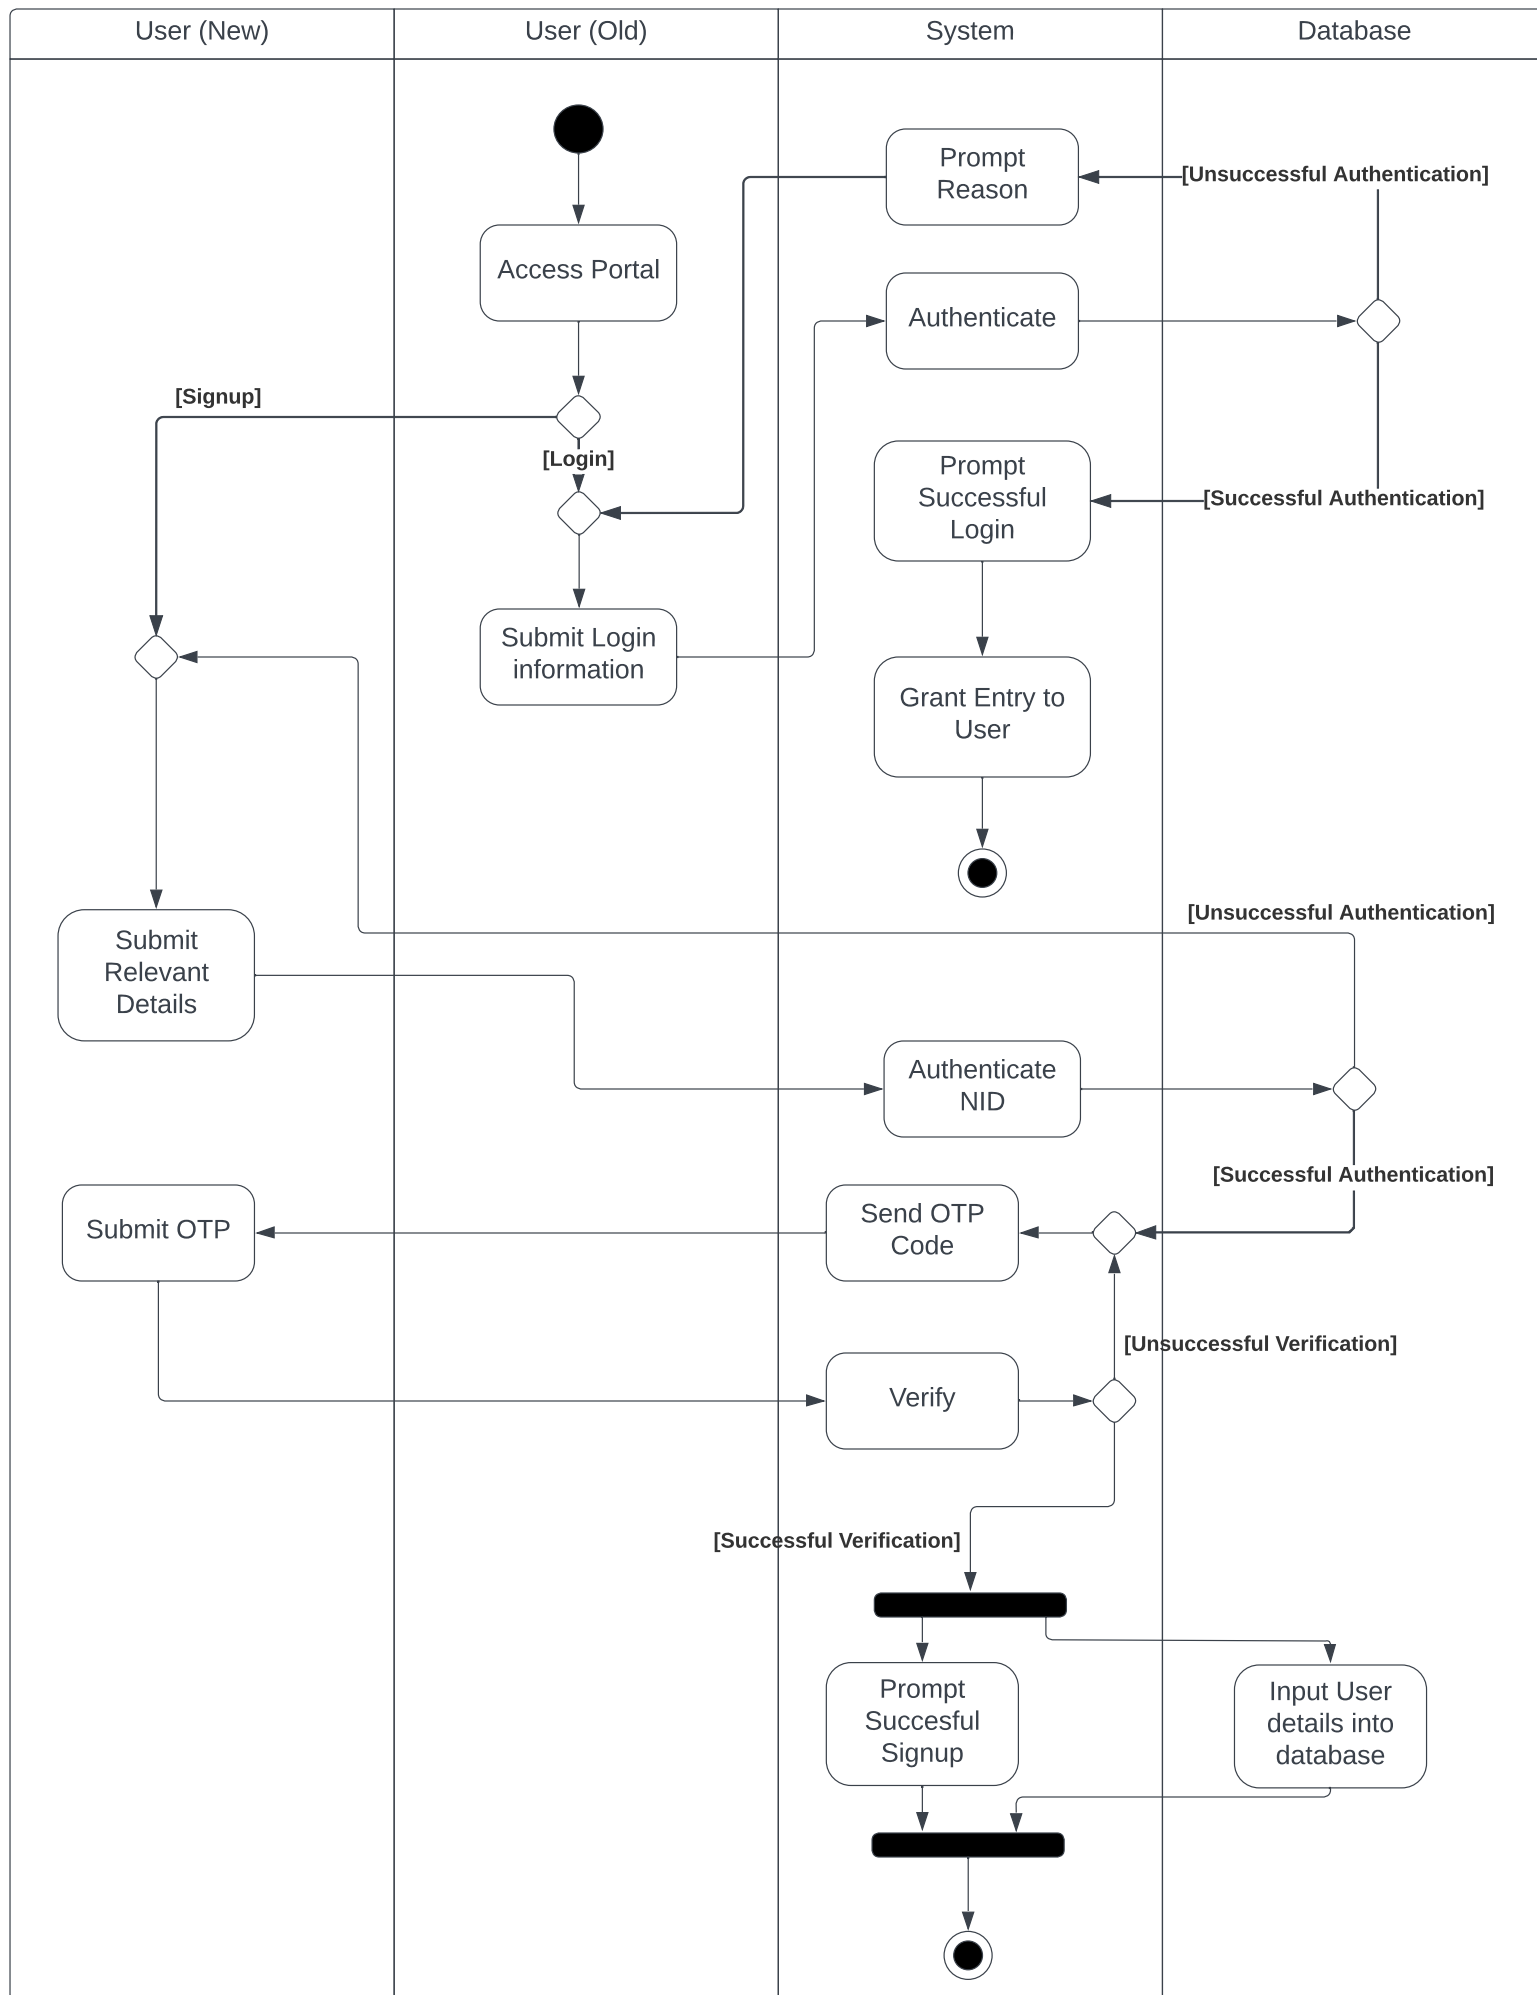 User (New)
User (Old)
System
Database
Prompt
Reason
[Unsuccessful Authentication]
Access Portal
Authenticate
[Signup]
[Login]
Prompt
Successful
Login
[Successful Authentication]
Submit Login
information
Grant Entry to
User
[Unsuccessful Authentication]
Submit
Relevant
Details
Authenticate
NID
[Successful Authentication]
Submit OTP
Send OTP
Code
[Unsuccessful Verification]
Verify
[Successful Verification]
Prompt
Succesful
Signup
Input User
details into
database